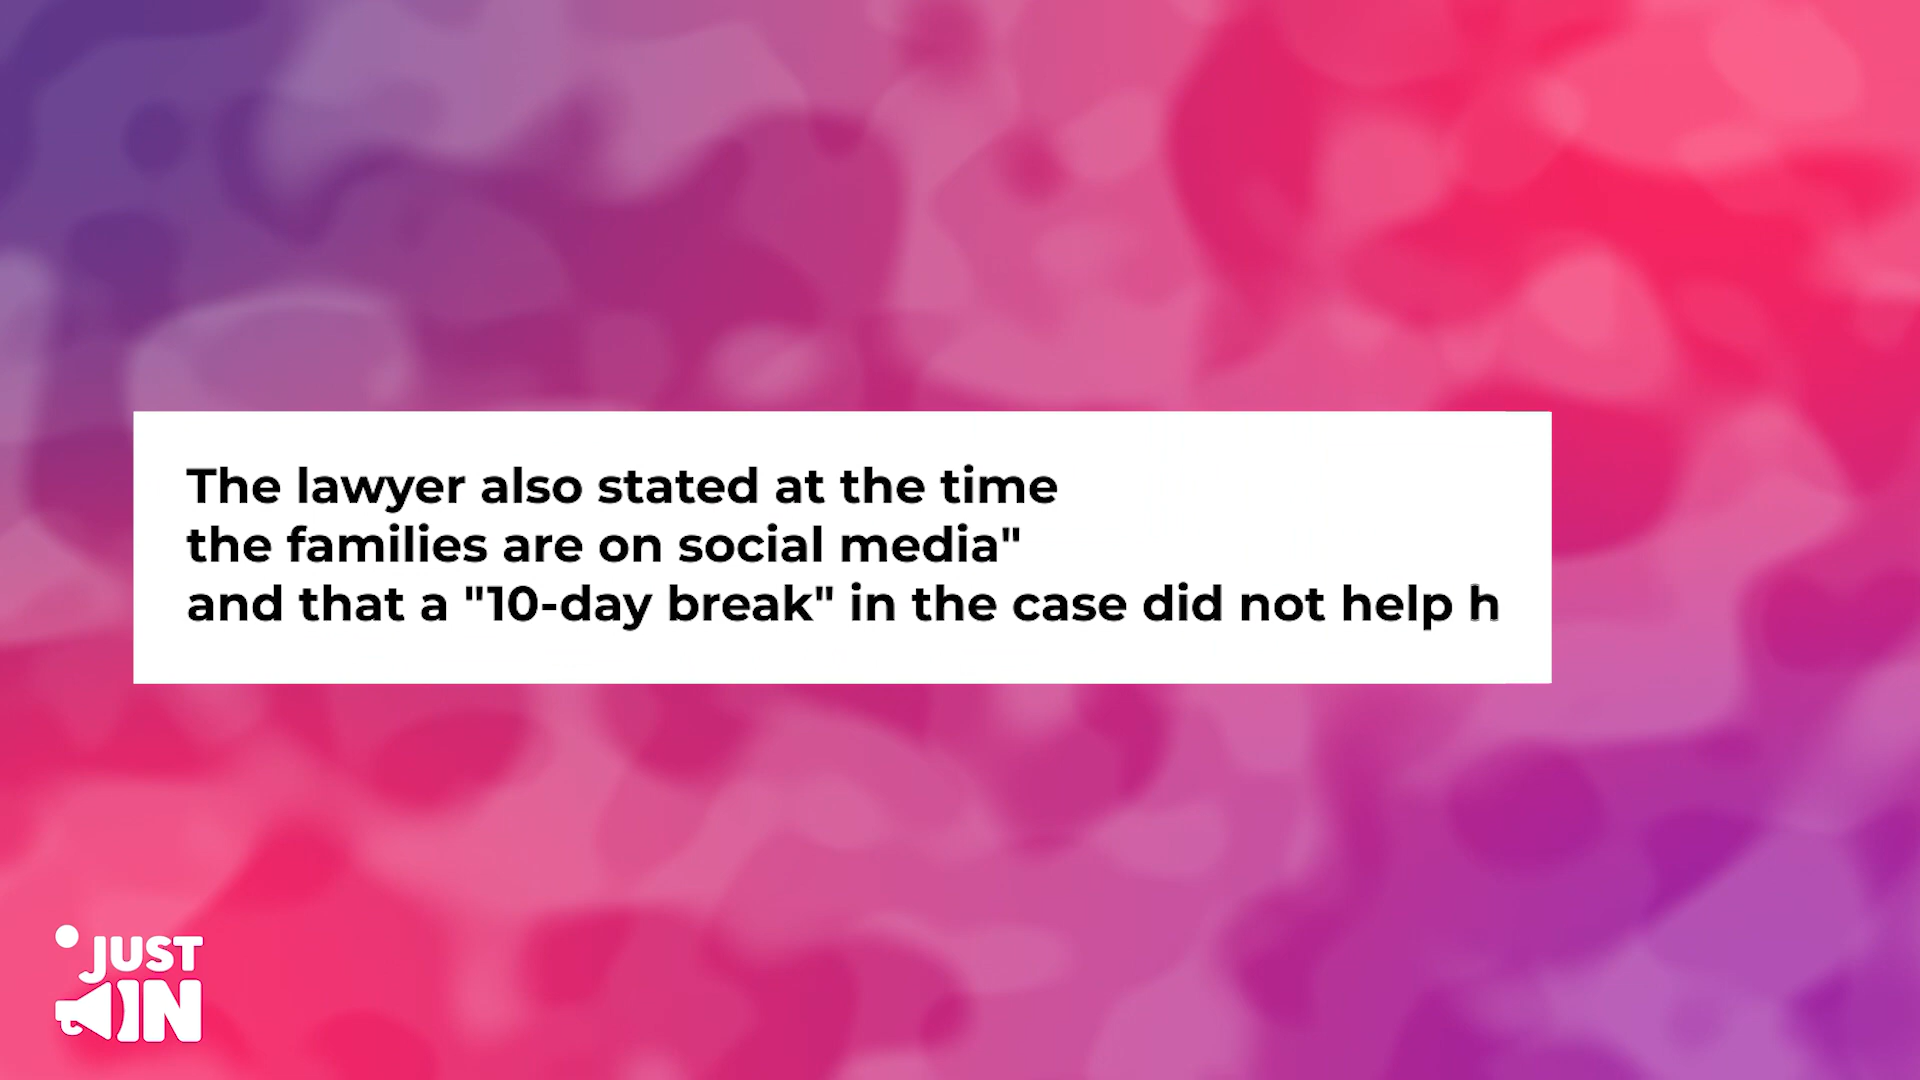 The lawyer also stated at the time
the families are on social media"
and that a "10-day break" in the case did not help h
JUST
IN